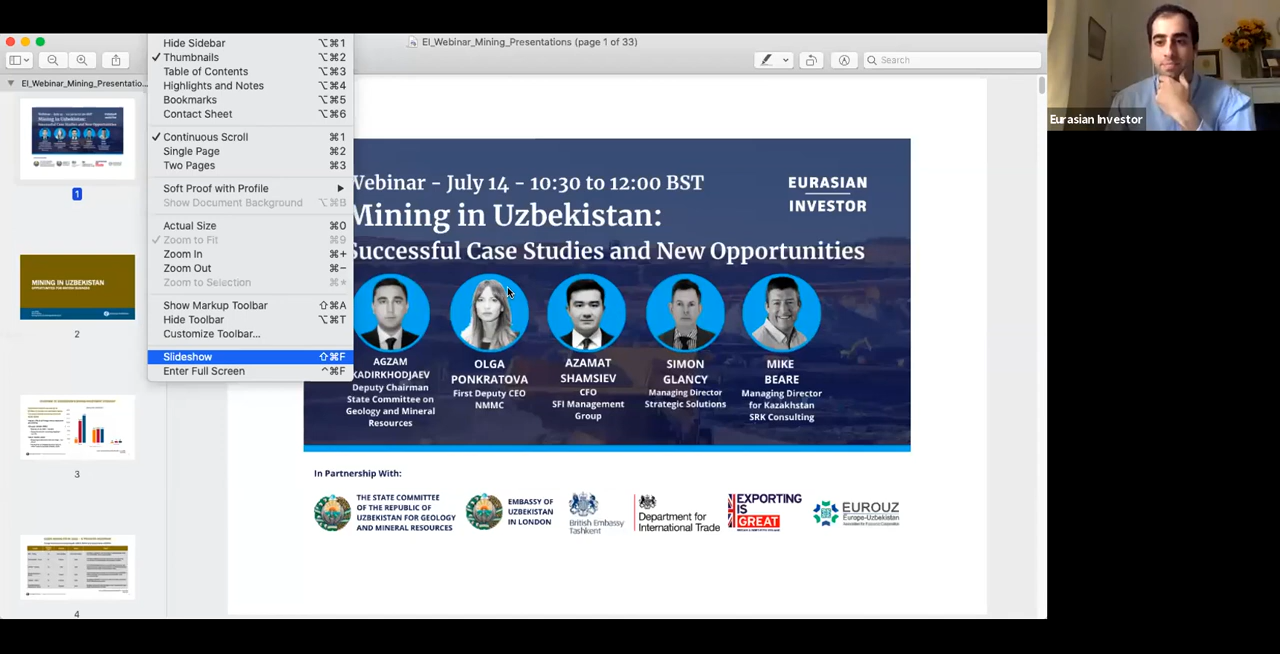 EI_Webinar_Mining_Presentations (page 1 of 33)
Search
EI_Webinar_Mining_Presentatio...
Hide Sidebar ⌥⌘1
✓ Thumbnails ⌥⌘2
Table of Contents ⌥⌘3
Highlights and Notes ⌥⌘4
Bookmarks ⌥⌘5
Contact Sheet ⌥⌘6
✓ Continuous Scroll ⌘1
Single Page ⌘2
Two Pages ⌘3
Soft Proof with Profile ▶
Show Document Background ⌥⌘B
Actual Size ⌘0
✓ Zoom to Fit ⌘9
Zoom In ⌘+
Zoom Out ⌘−
Zoom to Selection ⌘*
Show Markup Toolbar ⇧⌘A
Hide Toolbar ⌥⌘T
Customize Toolbar...
Slideshow ⇧⌘F
Enter Full Screen ^⌘F
1
MINING IN UZBEKISTAN
2
3
4
Webinar - July 14 - 10:30 to 12:00 BST
Mining in Uzbekistan:
Successful Case Studies and New Opportunities
EURASIAN
INVESTOR
AGZAM
KADIRKHODJAEV
Deputy Chairman
State Committee on
Geology and Mineral
Resources
OLGA
PONKRATOVA
First Deputy CEO
NMMC
AZAMAT
SHAMSIEV
CFO
SFI Management
Group
SIMON
GLANCY
Managing Director
Strategic Solutions
MIKE
BEARE
Managing Director
for Kazakhstan
SRK Consulting
In Partnership With:
THE STATE COMMITTEE
OF THE REPUBLIC OF
UZBEKISTAN FOR GEOLOGY
AND MINERAL RESOURCES
EMBASSY OF
UZBEKISTAN
IN LONDON
British Embassy
Tashkent
Department for
International Trade
EXPORTING
IS
GREAT
EUROUZ
Europe-Uzbekistan
Eurasian Investor